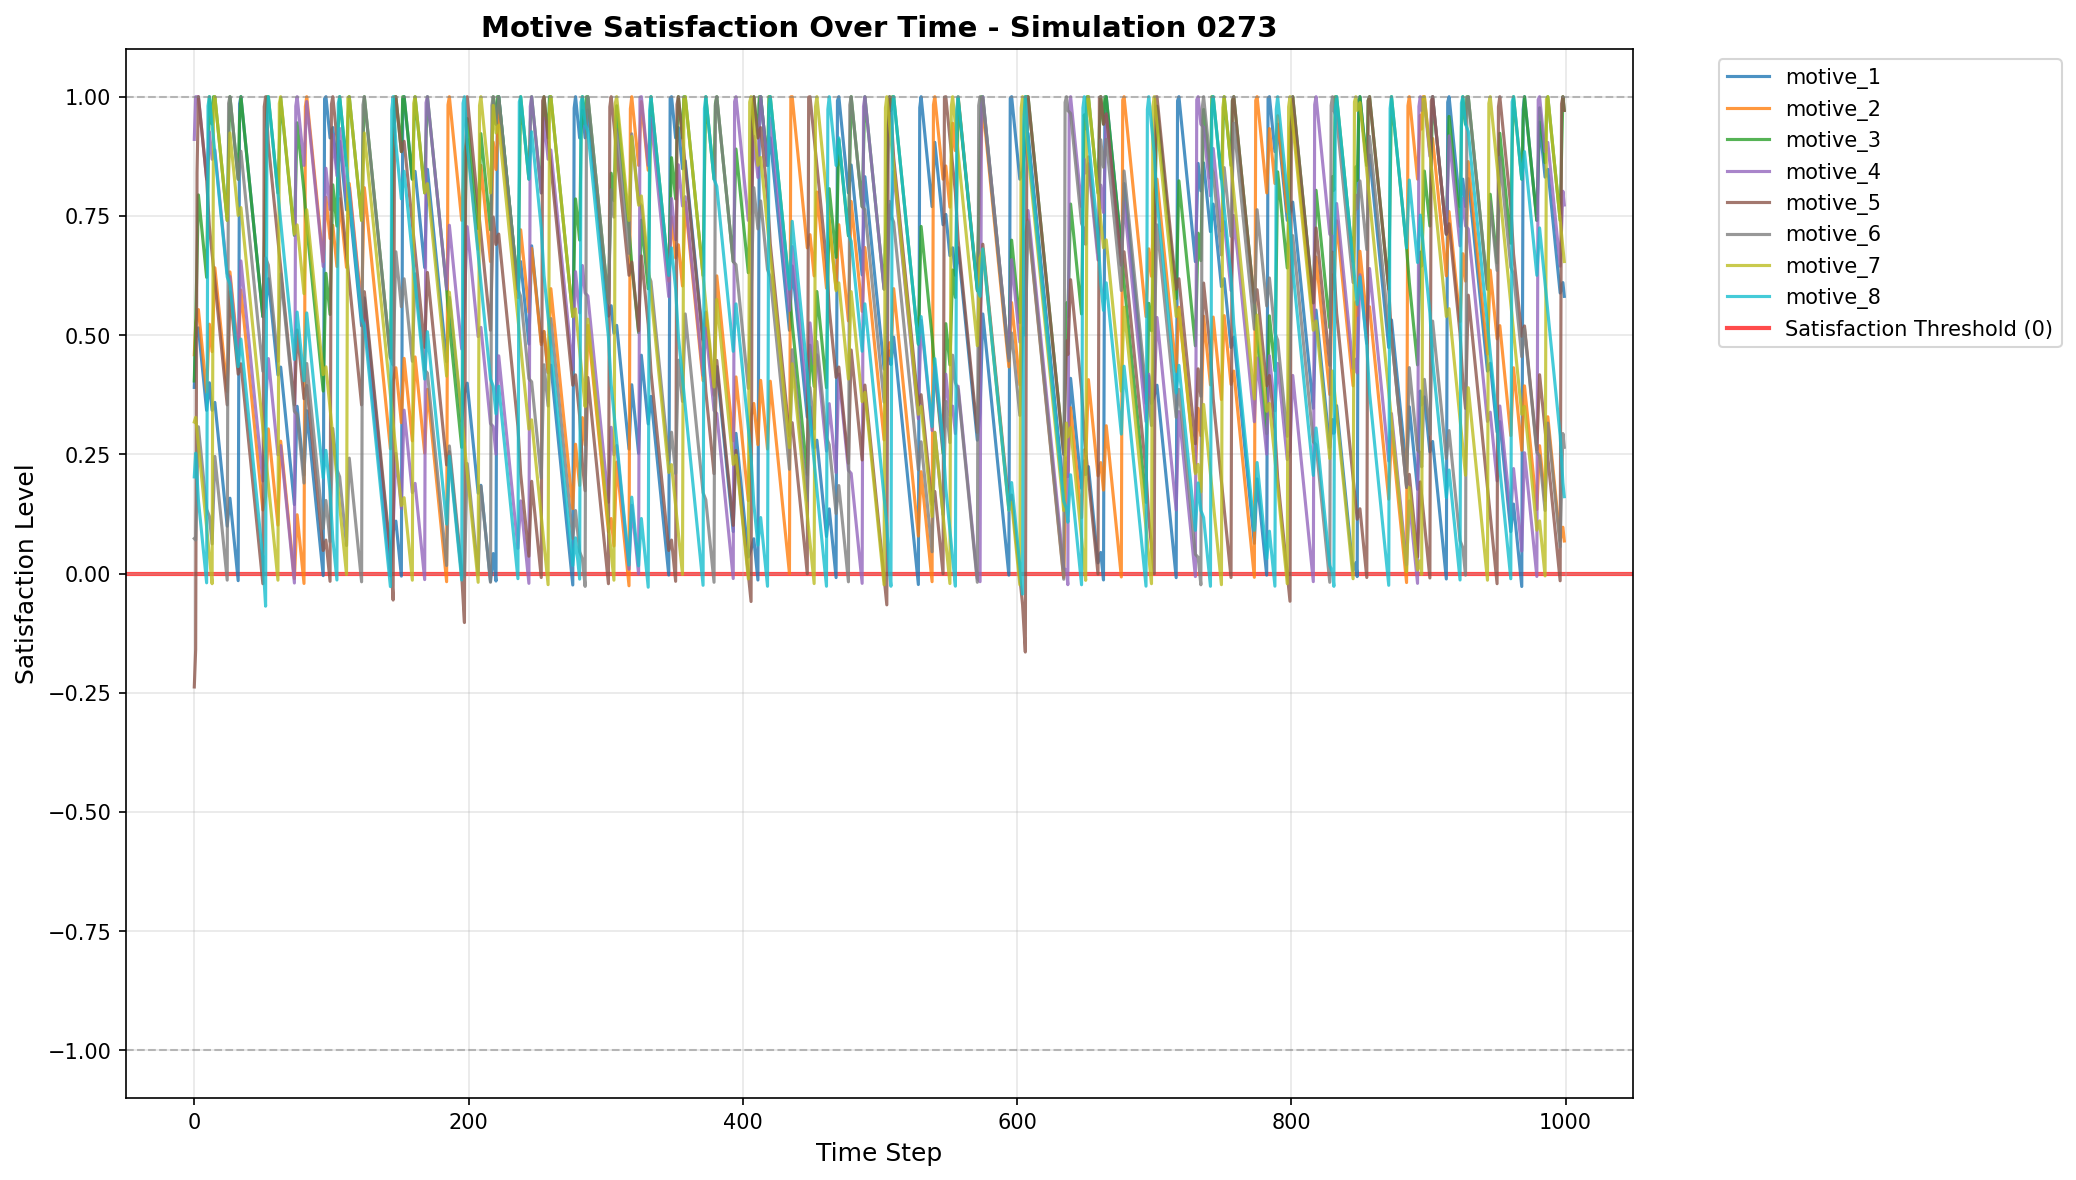 Motive Satisfaction Over Time - Simulation 0273
1.00
0.75
0.50
0.25
0.00
−0.25
−0.50
−0.75
−1.00
Satisfaction Level
0
200
400
600
800
1000
Time Step
motive_1
motive_2
motive_3
motive_4
motive_5
motive_6
motive_7
motive_8
Satisfaction Threshold (0)